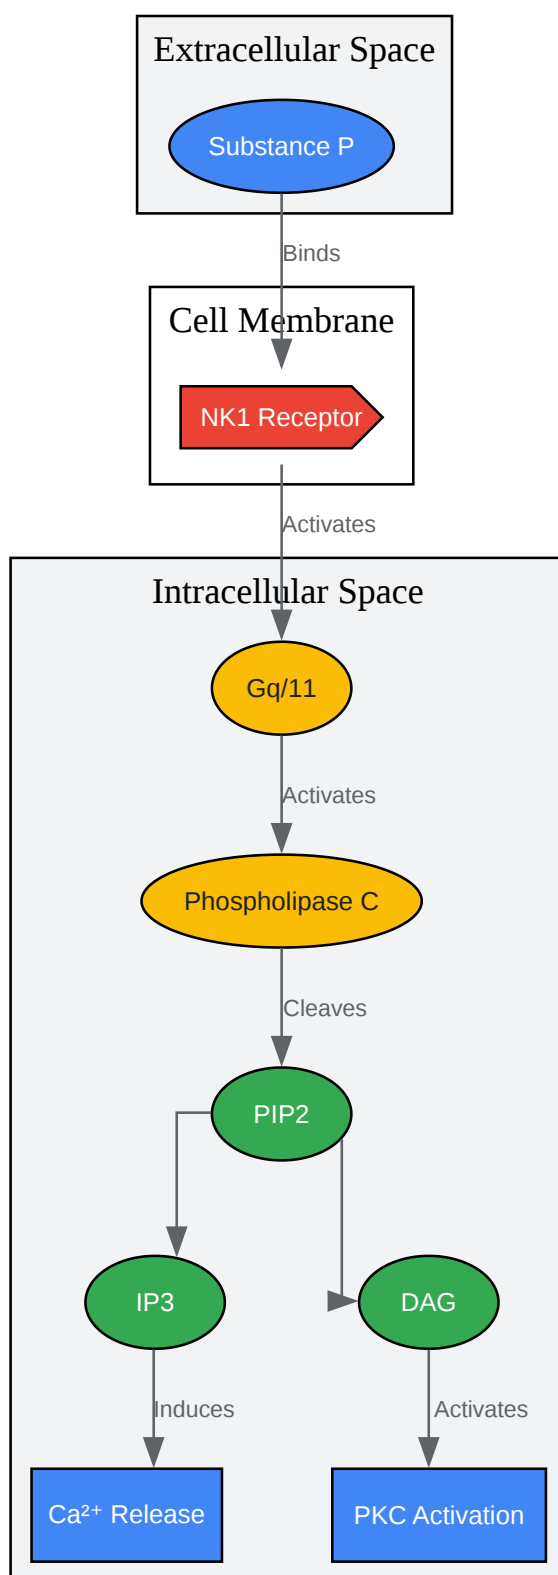 Extracellular Space
Substance P
Binds
Cell Membrane
NK1 Receptor
Activates
Intracellular Space
Gq/11
Activates
Phospholipase C
Cleaves
PIP2
IP3
DAG
Induces
Activates
Ca²⁺ Release
PKC Activation